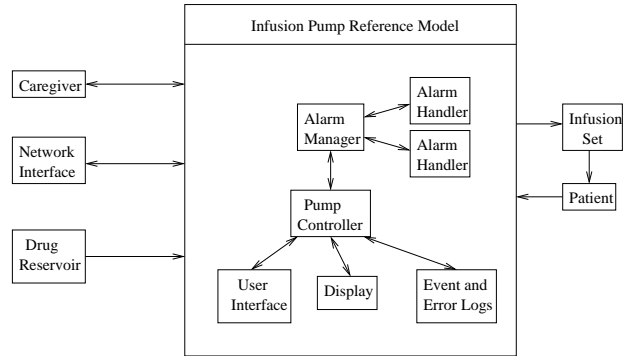 Infusion Pump Reference Model
Caregiver
Network
Interface
Drug
Reservoir
Alarm
Manager
Alarm
Handler
Alarm
Handler
Pump
Controller
User
Interface
Display
Event and
Error Logs
Infusion
Set
Patient